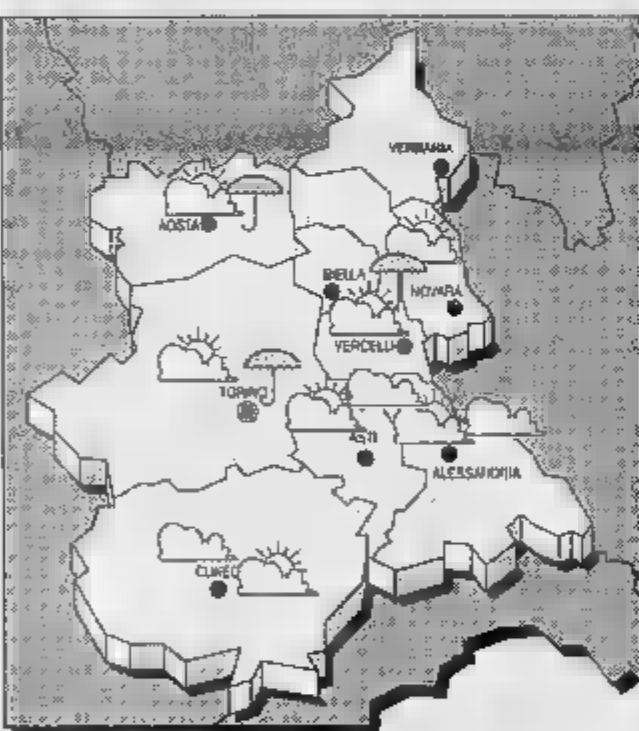 VERBANIA
AOSTA
BIELLA
NOVARA
VERCELLI
TORINO
ASTI
ALESSANDRIA
CUNEO